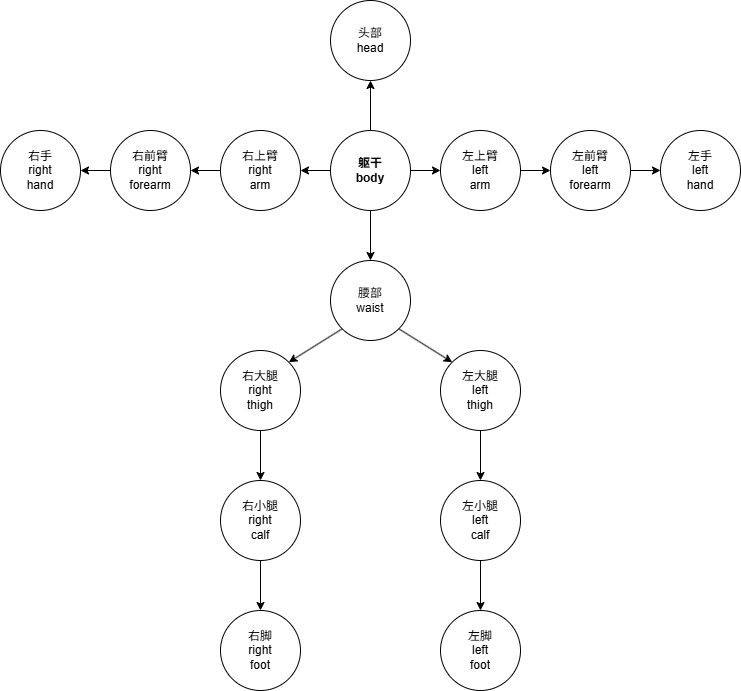 头部
head
右手
right
hand
右前臂
right
forearm
右上臂
right
arm
躯干
body
左上臂
left
arm
左前臂
left
forearm
左手
left
hand
腰部
waist
右大腿
right
thigh
左大腿
left
thigh
右小腿
right
calf
左小腿
left
calf
右脚
right
foot
左脚
left
foot